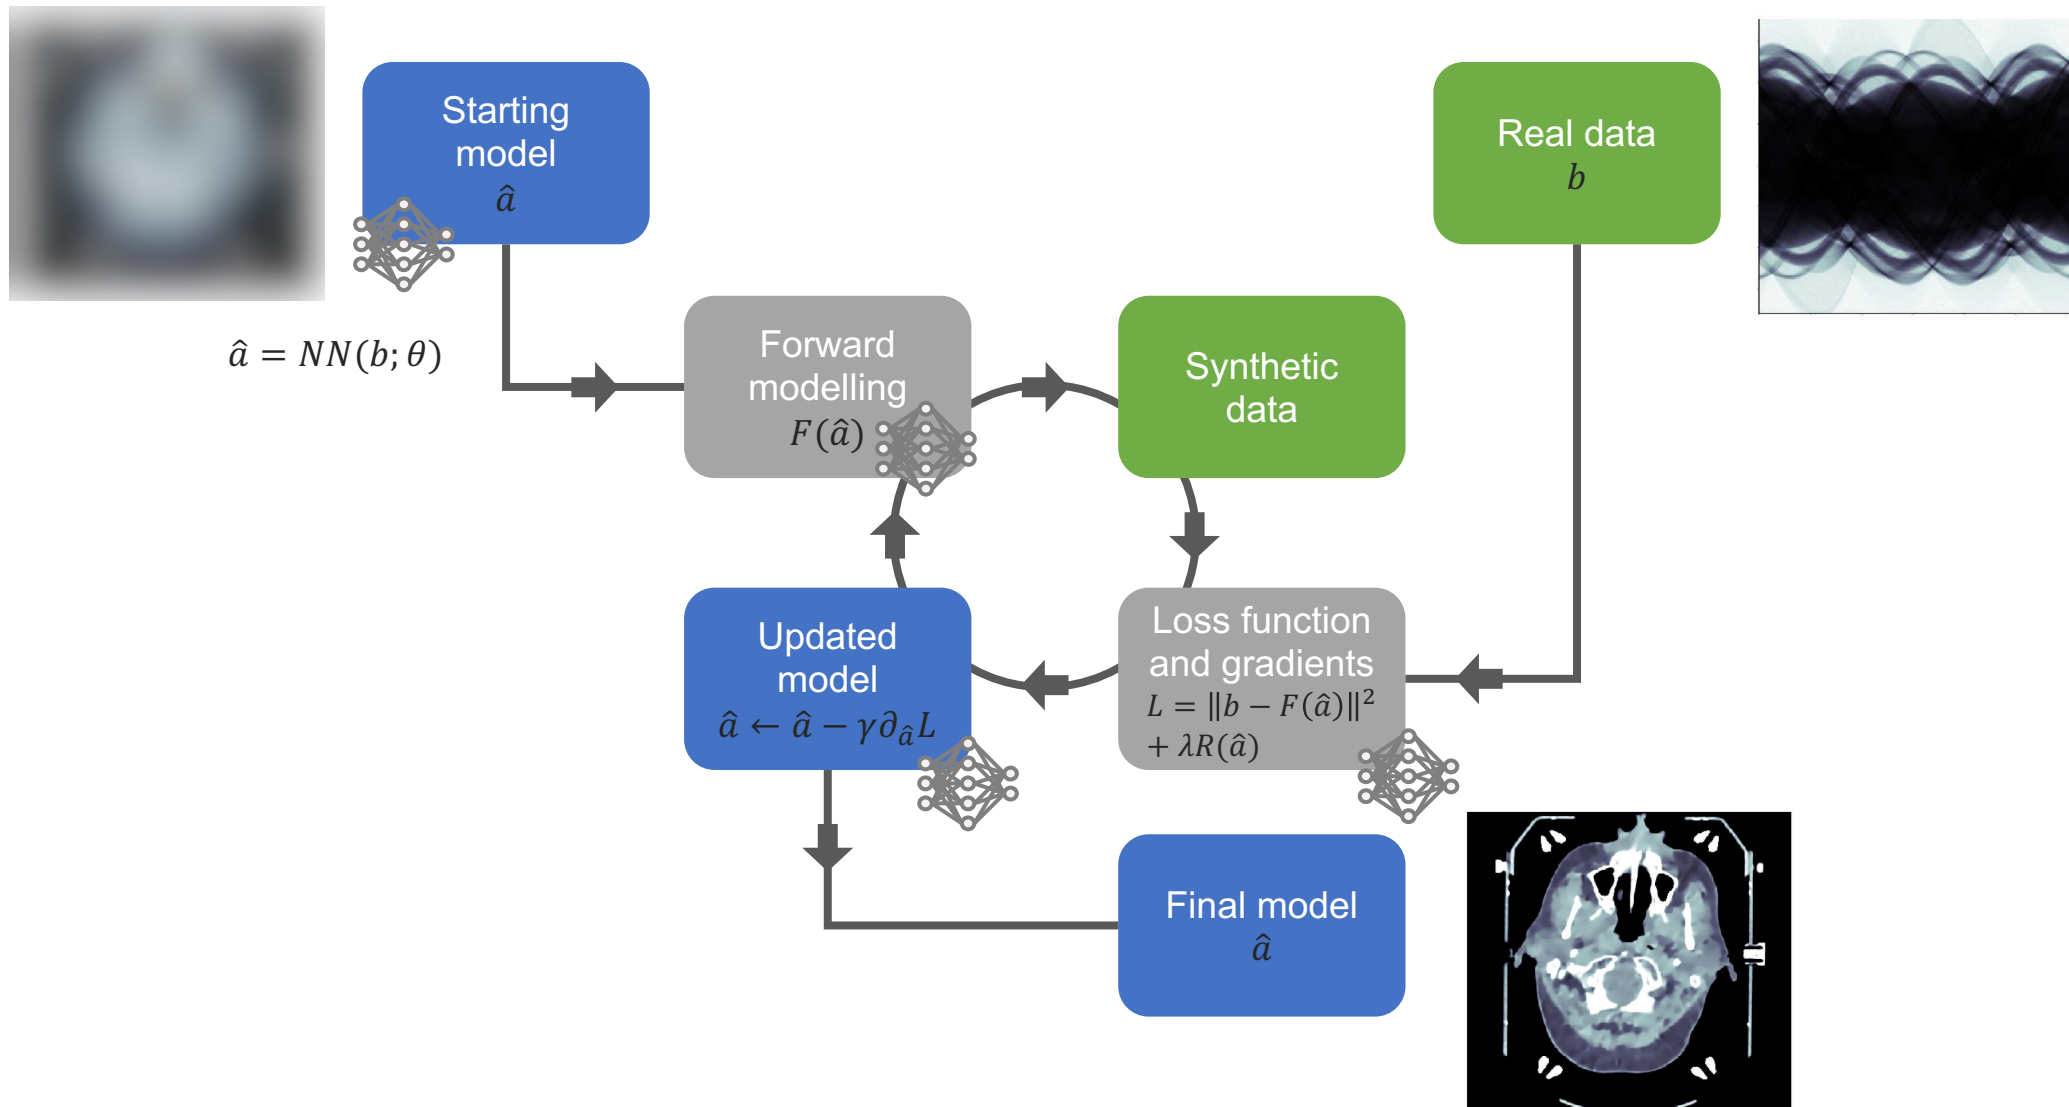 Starting
model
â
Real data
b
â = NN(b; θ)
Forward
modelling
F(â)
Synthetic
data
Updated
model
â ← â − γ∂_â L
Loss function
and gradients
L = ‖b − F(â)‖²
+ λR(â)
Final model
â